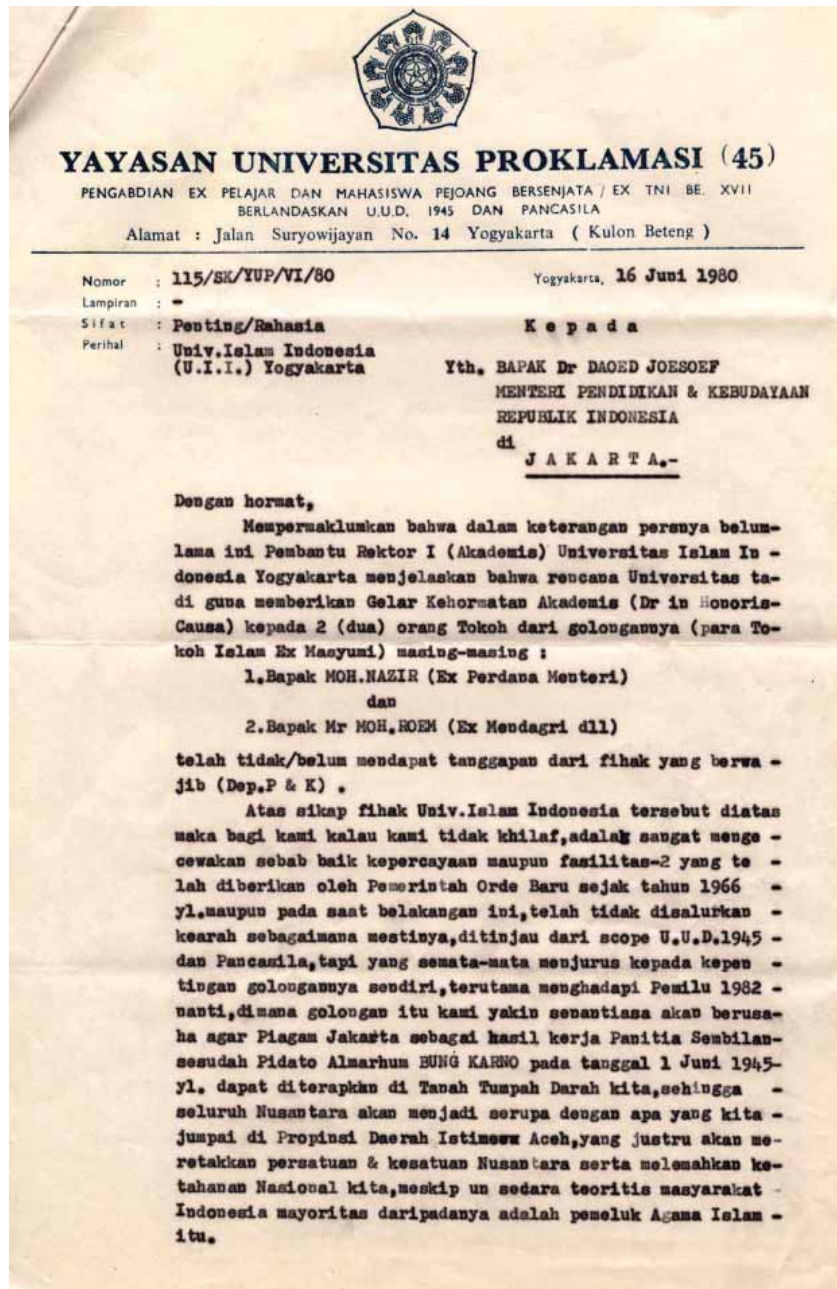 YAYASAN UNIVERSITAS PROKLAMASI (45)
PENGABDIAN EX PELAJAR DAN MAHASISWA PEJOANG BERSENJATA / EX TNI BE. XVII
BERLANDASKAN U.U.D. 1945 DAN PANCASILA
Alamat : Jalan Suryowijayan No. 14 Yogyakarta ( Kulon Beteng )
Nomor : 115/SK/YUP/VI/80
Yogyakarta, 16 Juni 1980
Lampiran : -
Sifat : Penting/Rahasia
Kepada
Perihal : Univ.Islam Indonesia
(U.I.I.) Yogyakarta
Yth. BAPAK Dr DAOED JOESOEF
MENTERI PENDIDIKAN & KEBUDAYAAN
REPUBLIK INDONESIA
di
J A K A R T A.-
Dengan hormat,
Mempermaklumkan bahwa dalam keterangan persnya belum-
lama ini Pembantu Rektor I (Akademis) Universitas Islam In -
donesia Yogyakarta menjelaskan bahwa rencana Universitas ta-
di guna memberikan Gelar Kehormatan Akademis (Dr in Honoris-
Causa) kepada 2 (dua) orang Tokoh dari golongannya (para To-
koh Islam Ex Masyumi) masing-masing :
1.Bapak MOH.NAZIR (Ex Perdana Menteri)
dan
2.Bapak Mr MOH.ROEM (Ex Mendagri dll)
telah tidak/belum mendapat tanggapan dari fihak yang berwa -
jib (Dep.P & K) .
Atas sikap fihak Univ.Islam Indonesia tersebut diatas
maka bagi kami kalau kami tidak khilaf,adalah sangat menge -
cewakan sebab baik kepercayaan maupun fasilitas-2 yang te -
lah diberikan oleh Pemerintah Orde Baru sejak tahun 1966 -
yl.maupun pada saat belakangan ini,telah tidak disalurkan -
kearah sebagaimana mestinya,ditinjau dari scope U.U.D.1945 -
dan Pancasila,tapi yang semata-mata menjurus kepada kepen -
tingan golongannya sendiri,terutama menghadapi Pemilu 1982 -
nanti,dimana golongan itu kami yakin senantiasa akan berusa-
ha agar Piagam Jakarta sebagai hasil kerja Panitia Sembilan-
sesudah Pidato Almarhum BUNG KARNO pada tanggal 1 Juni 1945-
yl. dapat diterapkan di Tanah Tumpah Darah kita,sehingga -
seluruh Nusantara akan menjadi serupa dengan apa yang kita -
jumpai di Propinsi Daerah Istimeww Aceh,yang justru akan me-
retakkan persatuan & kesatuan Nusantara serta melemahkan ke-
tahanan Nasional kita,meskip un sedara teoritis masyarakat -
Indonesia mayoritas daripadanya adalah pemeluk Agama Islam -
itu.